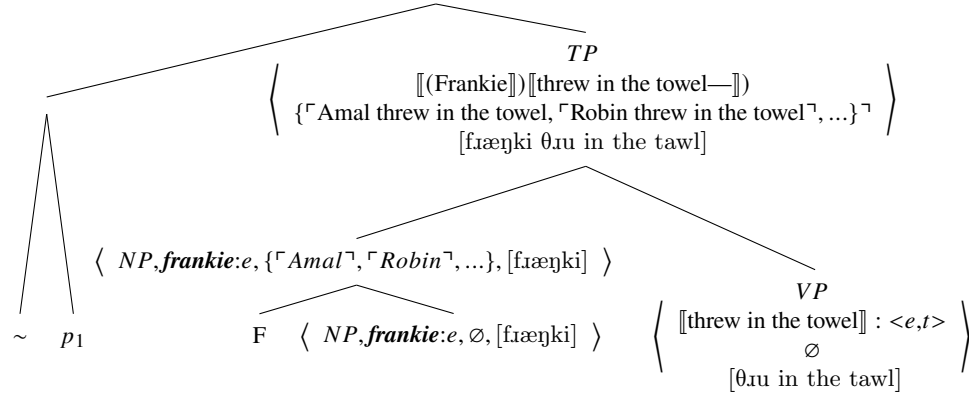 TP
⟦(Frankie⟧)⟦threw in the towel—⟧)
{⌜Amal threw in the towel, ⌜Robin threw in the towel⌝, ...}⌝
[fɹæŋki θɹu in the tawl]
⟨ NP, frankie:e, {⌜Amal⌝, ⌜Robin⌝, ...}, [fɹæŋki] ⟩
VP
⟦threw in the towel⟧ : <e,t>
∅
[θɹu in the tawl]
∼ p₁ F ⟨ NP, frankie:e, ∅, [fɹæŋki] ⟩